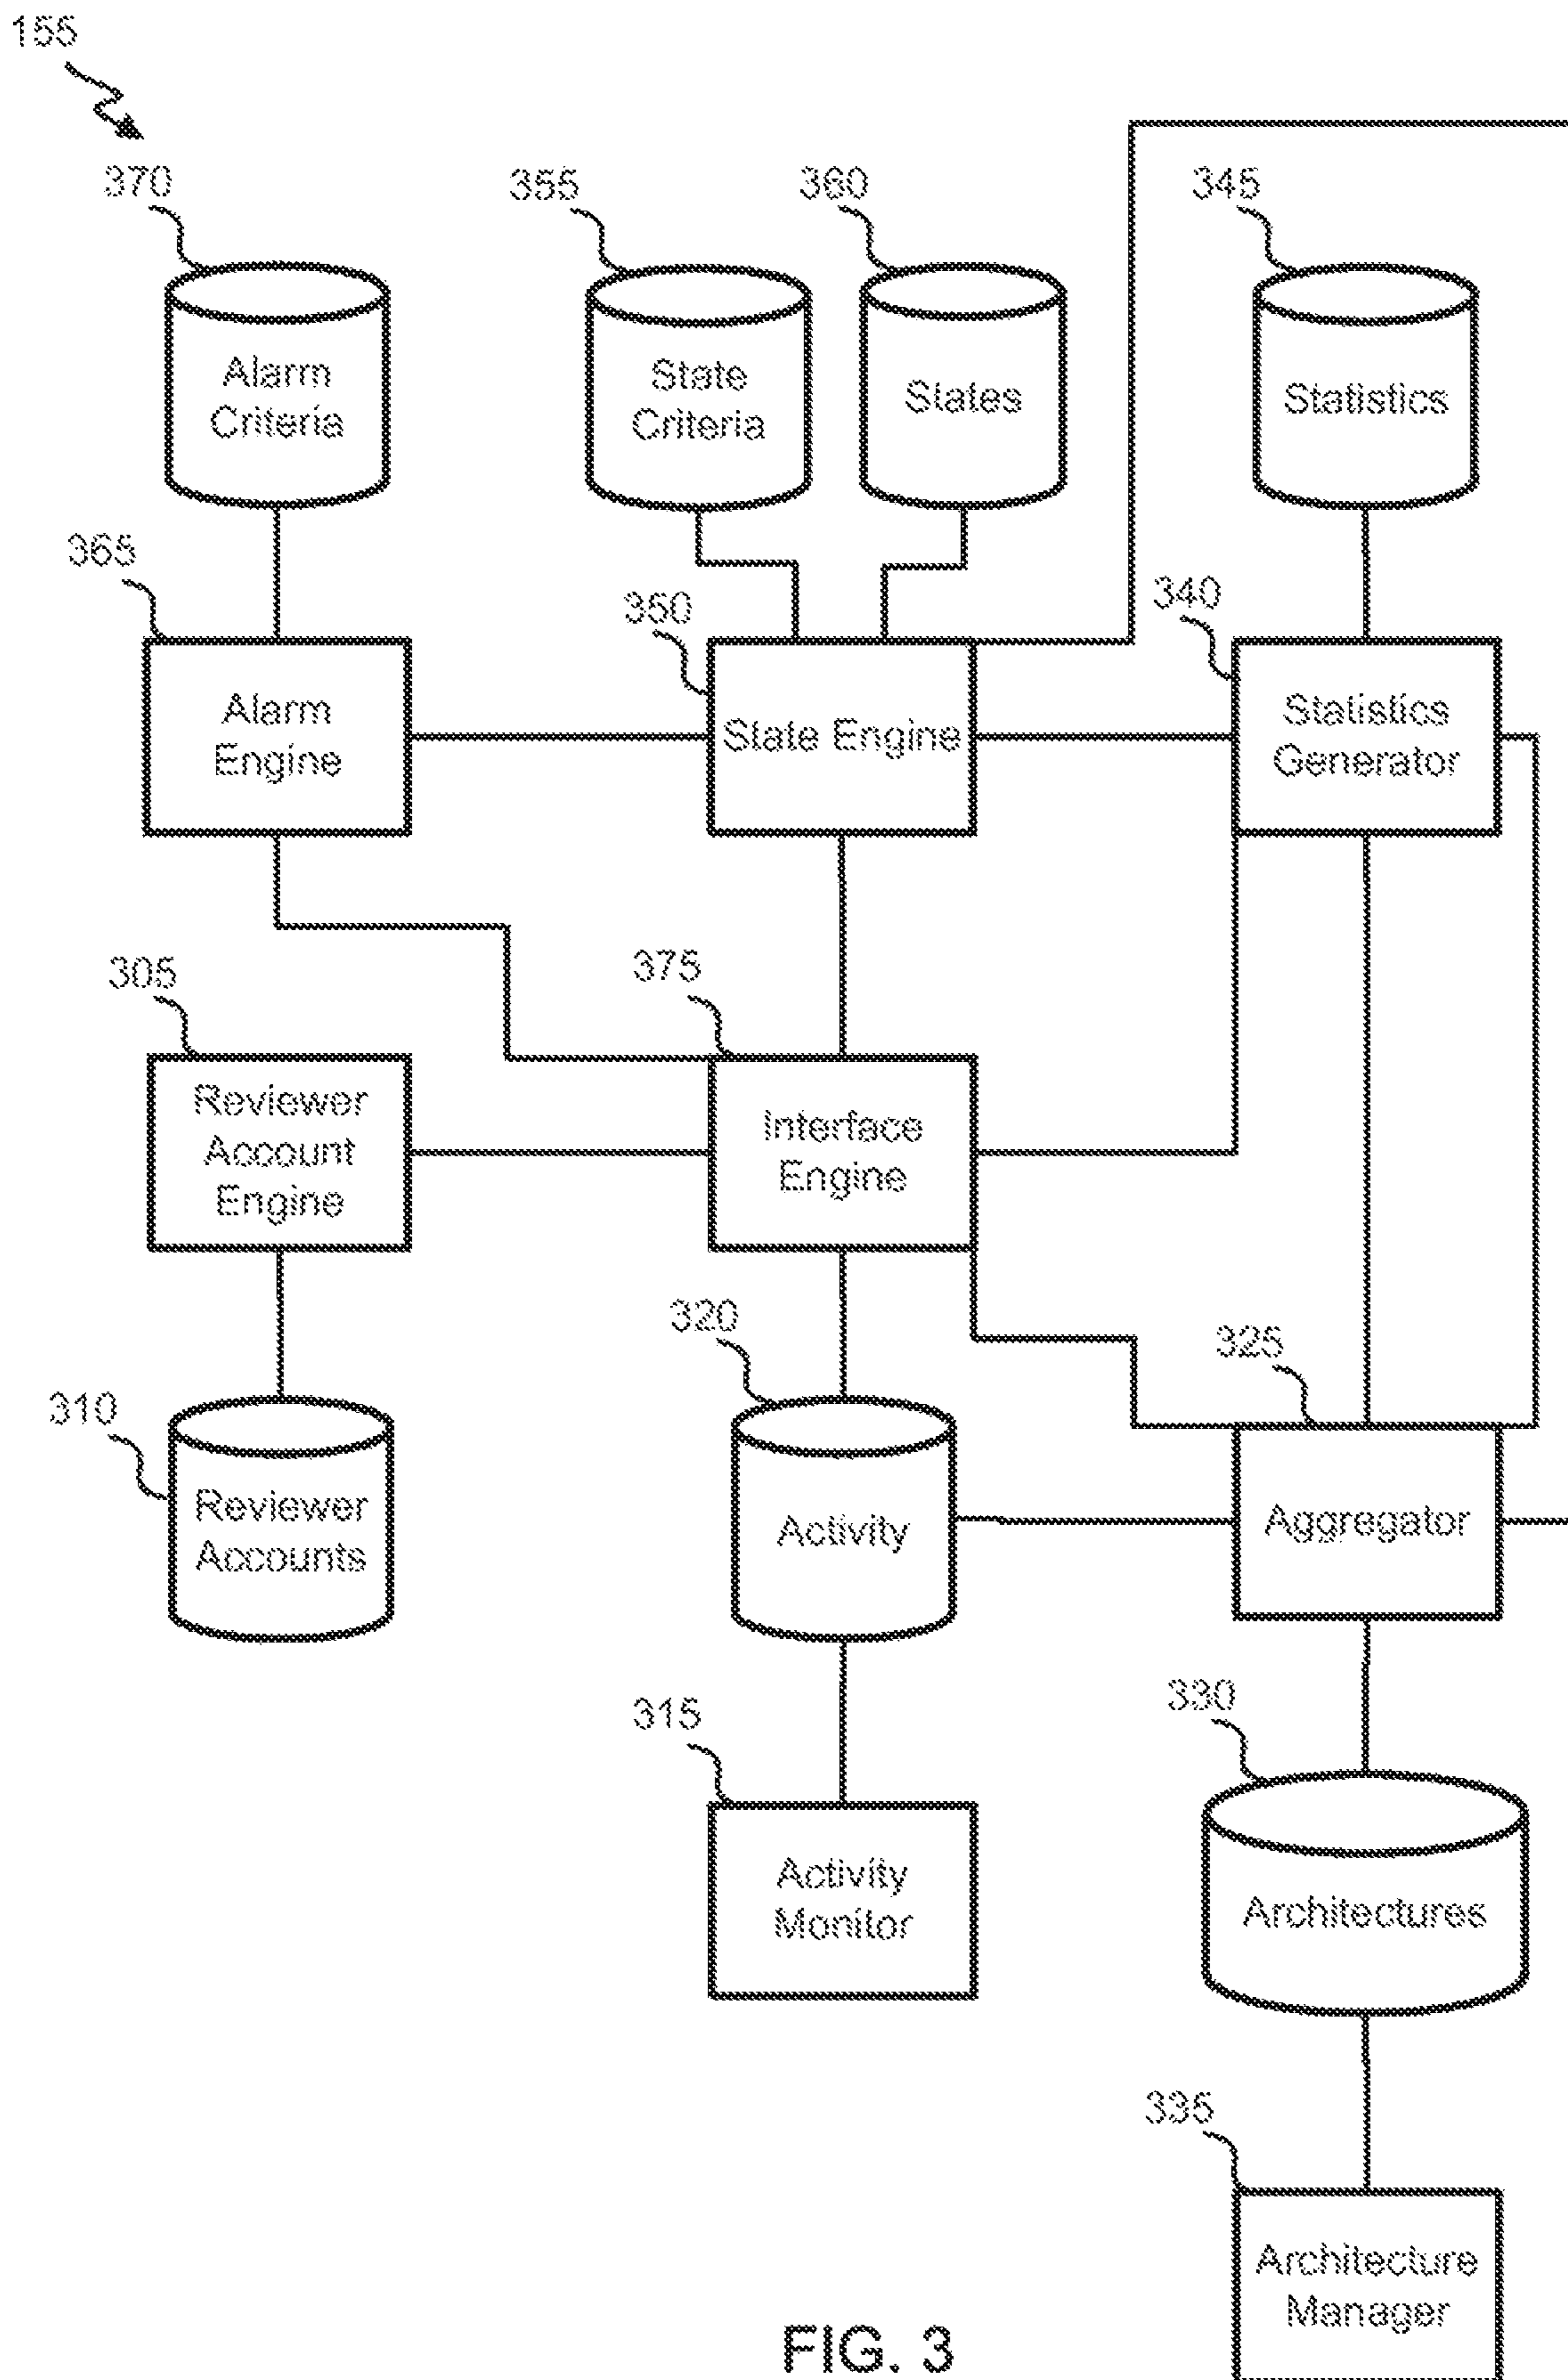 155
370
355
360
345
Alarm
Criteria
State
Criteria
States
Statistics
365
350
340
Alarm
Engine
State Engine
Statistics
Generator
305
375
Reviewer
Account
Engine
Interface
Engine
320
325
310
Reviewer
Accounts
Activity
Aggregator
315
330
Activity
Monitor
Architectures
335
Architecture
Manager
FIG. 3